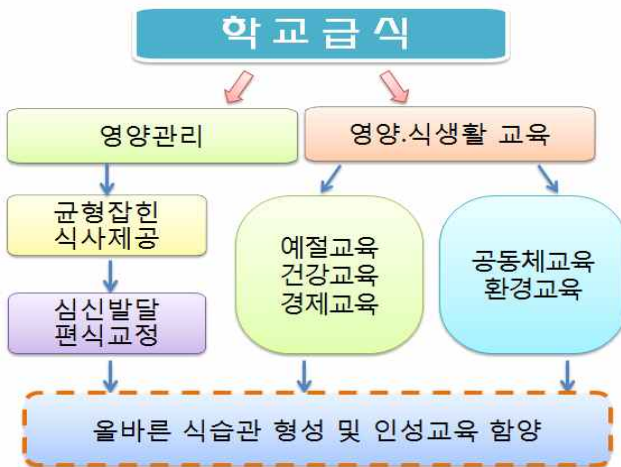 학교급식
영양관리
영양.식생활 교육
균형잡힌
식사제공
예절교육
건강교육
경제교육
공동체교육
환경교육
심신발달
편식교정
올바른 식습관 형성 및 인성교육 함양